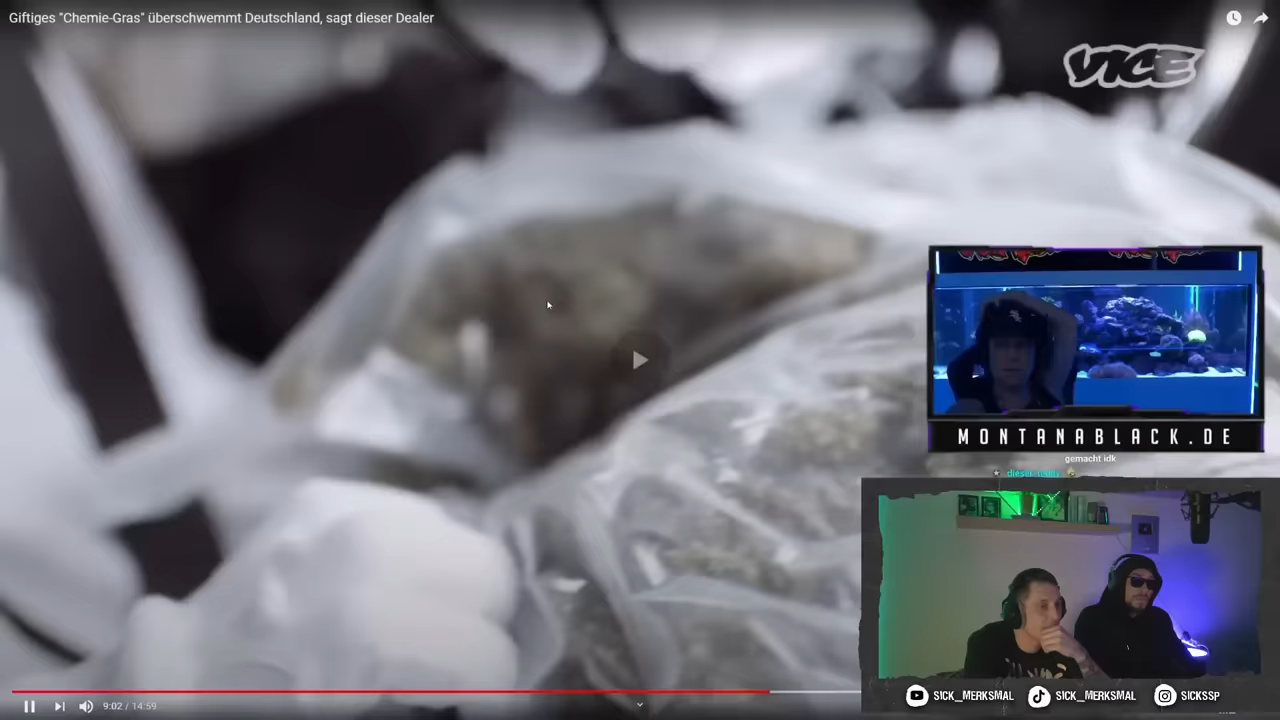 Giftiges "Chemie-Gras" überschwemmt Deutschland, sagt dieser Dealer
VICE
MONTANABLACK.DE
gemacht idk
SICK_MERKSMAL
SICK_MERKSMAL
SICKSSP
9:02 / 14:59